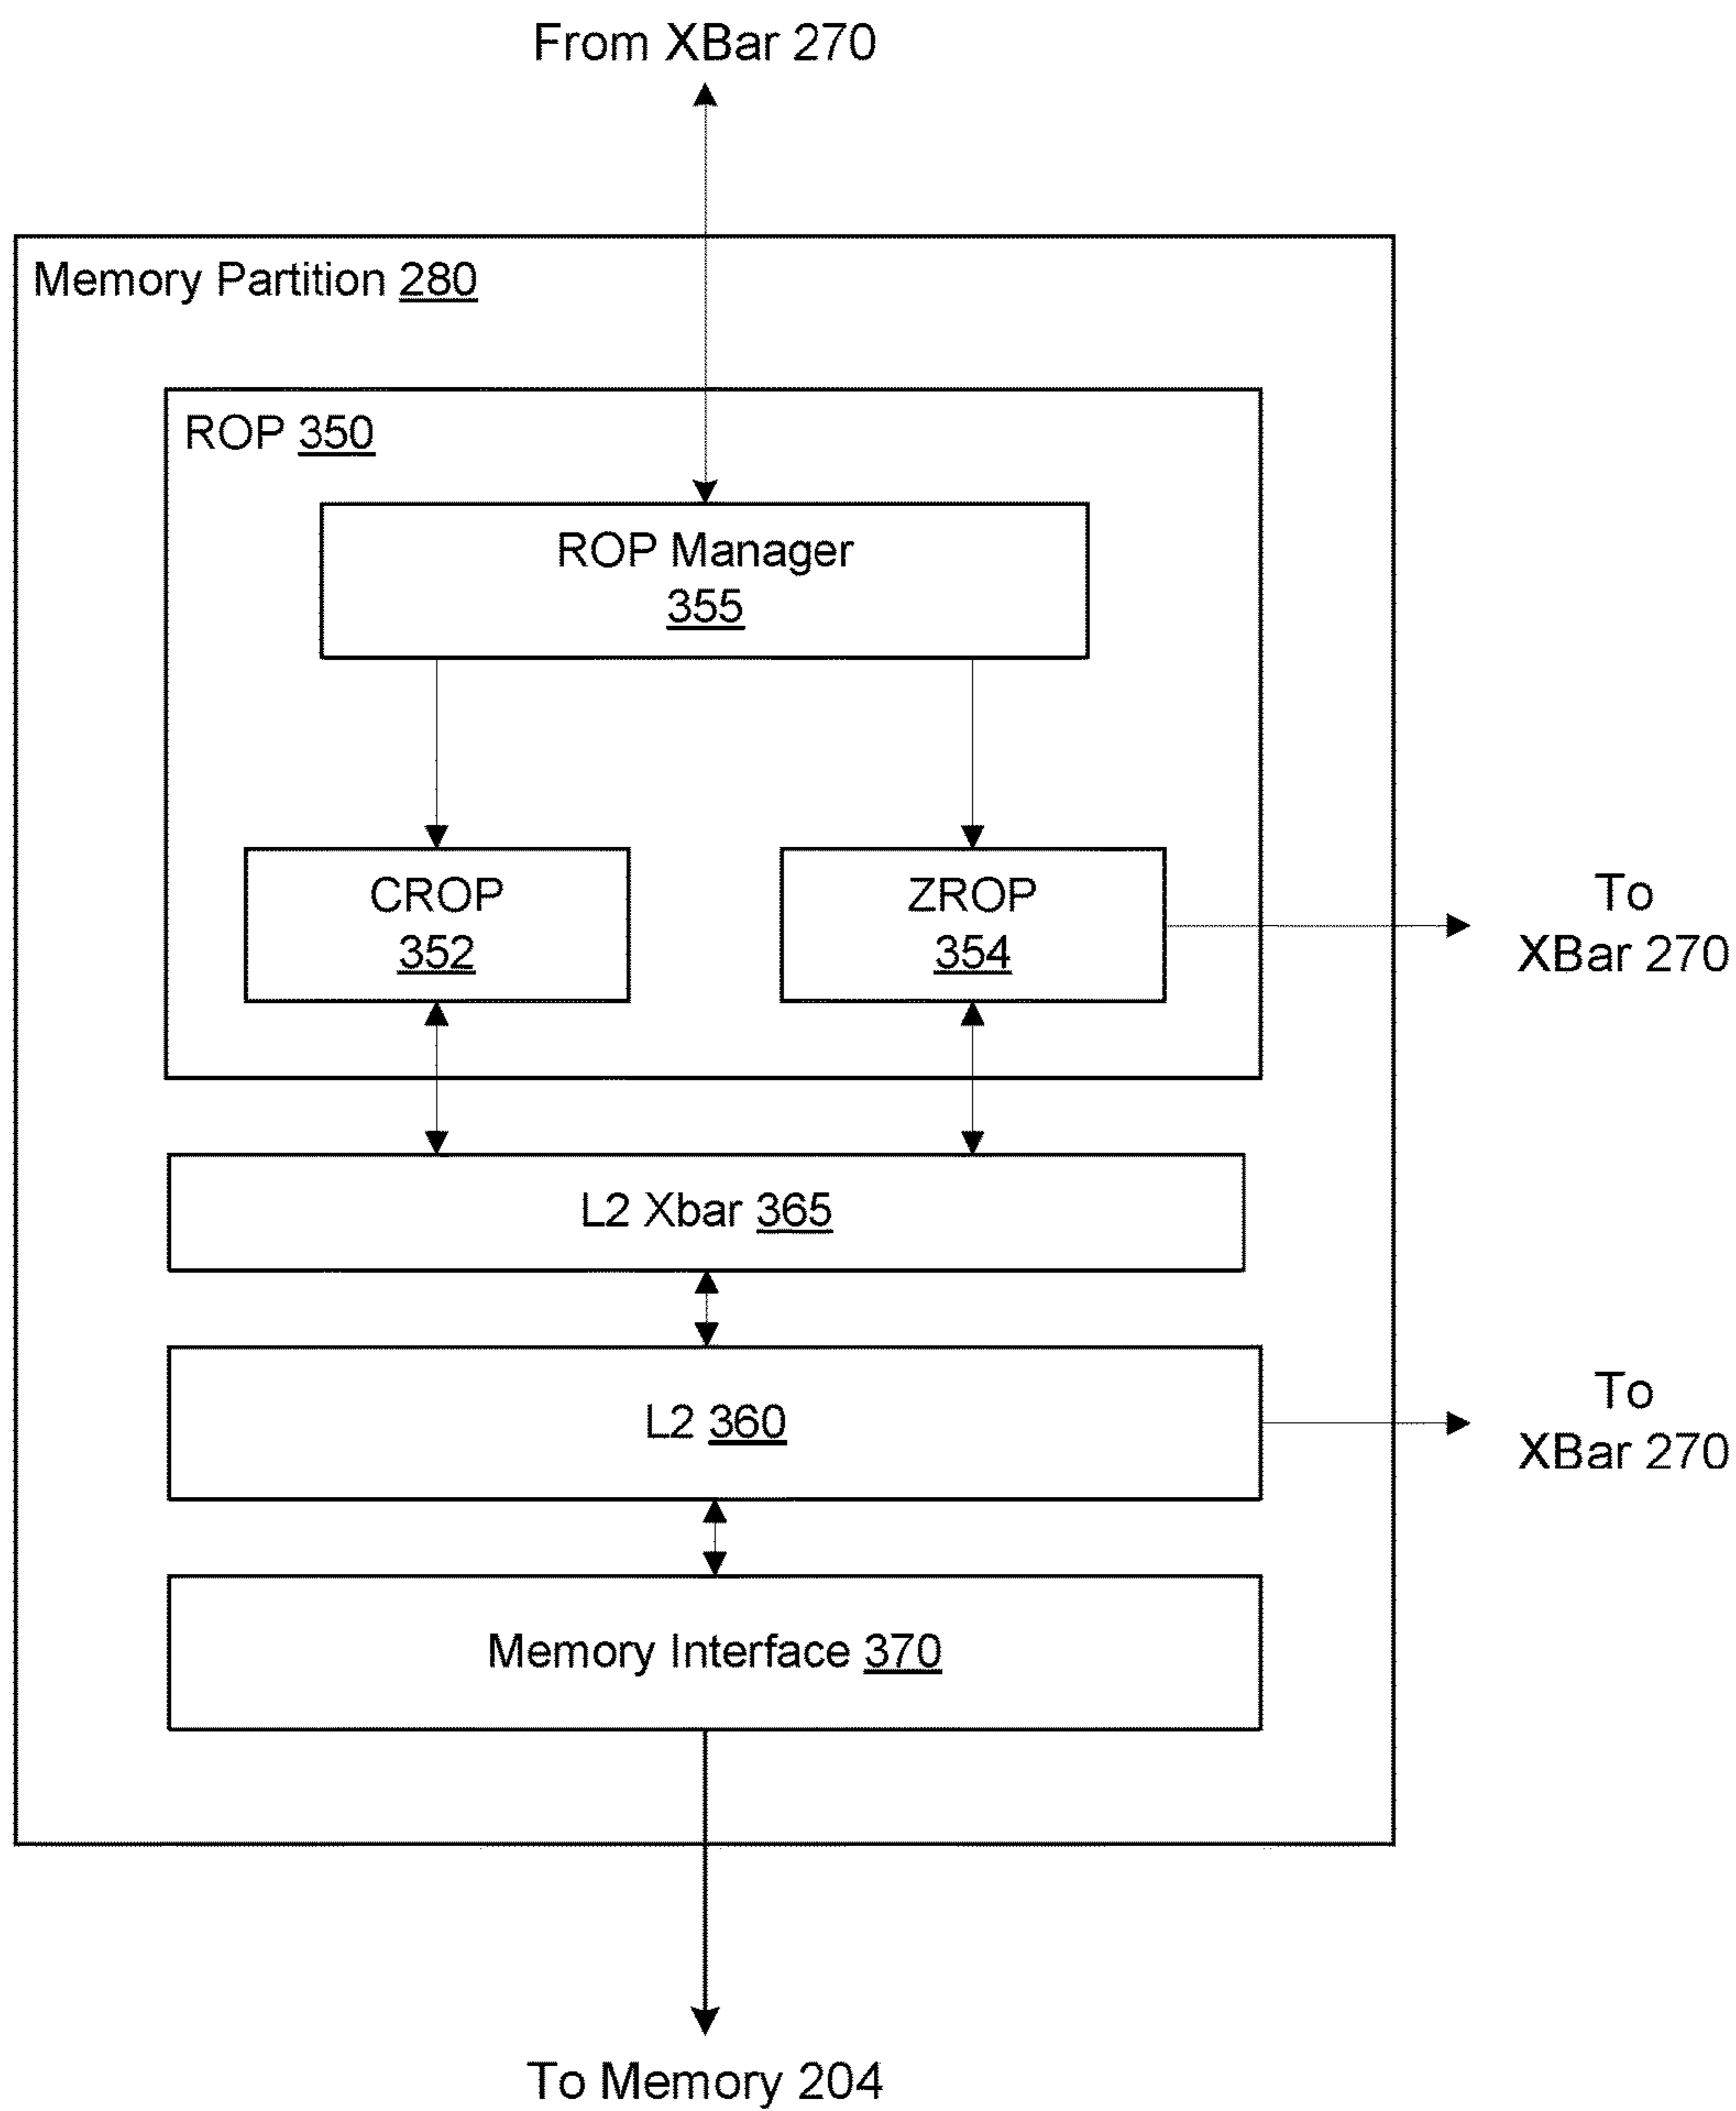 From XBar 270
Memory Partition 280
ROP 350
ROP Manager
355
CROP
352
ZROP
354
To
XBar 270
L2 Xbar 365
L2 360
To
XBar 270
Memory Interface 370
To Memory 204